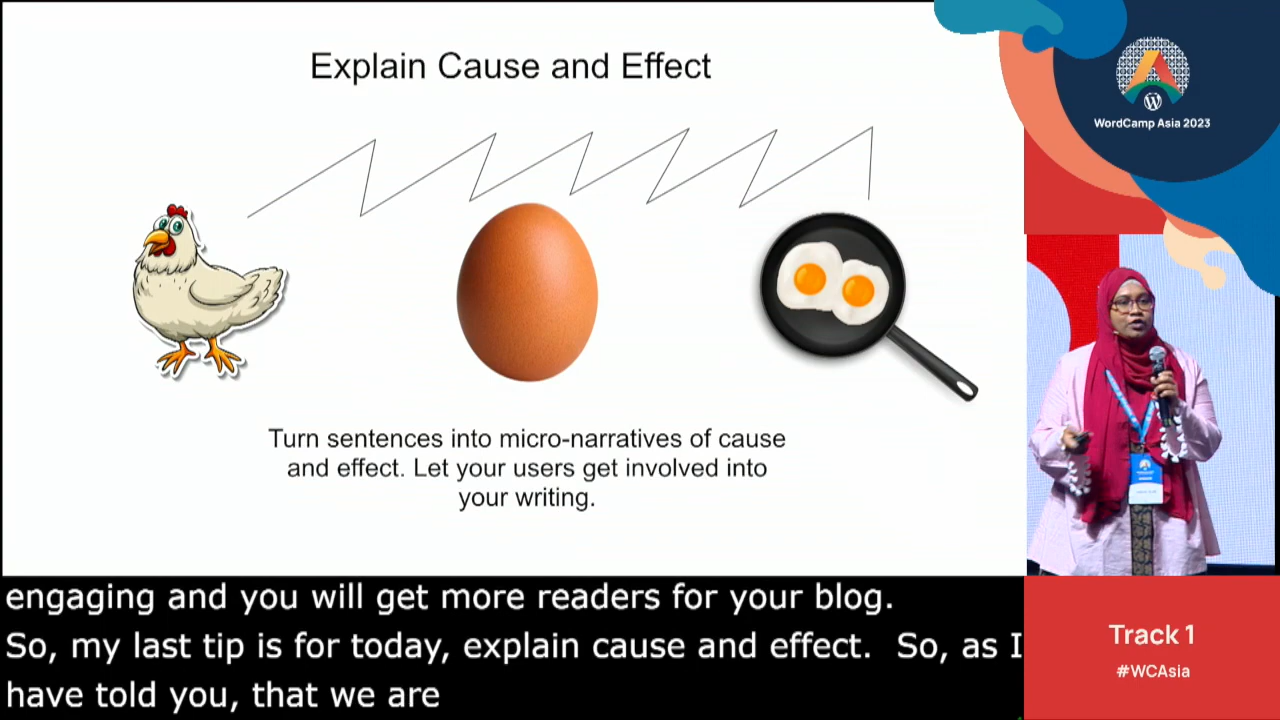 Explain Cause and Effect
Turn sentences into micro-narratives of cause
and effect. Let your users get involved into
your writing.
engaging and you will get more readers for your blog.
So, my last tip is for today, explain cause and effect.  So, as I
have told you, that we are
WordCamp Asia 2023
Track 1
#WCAsia